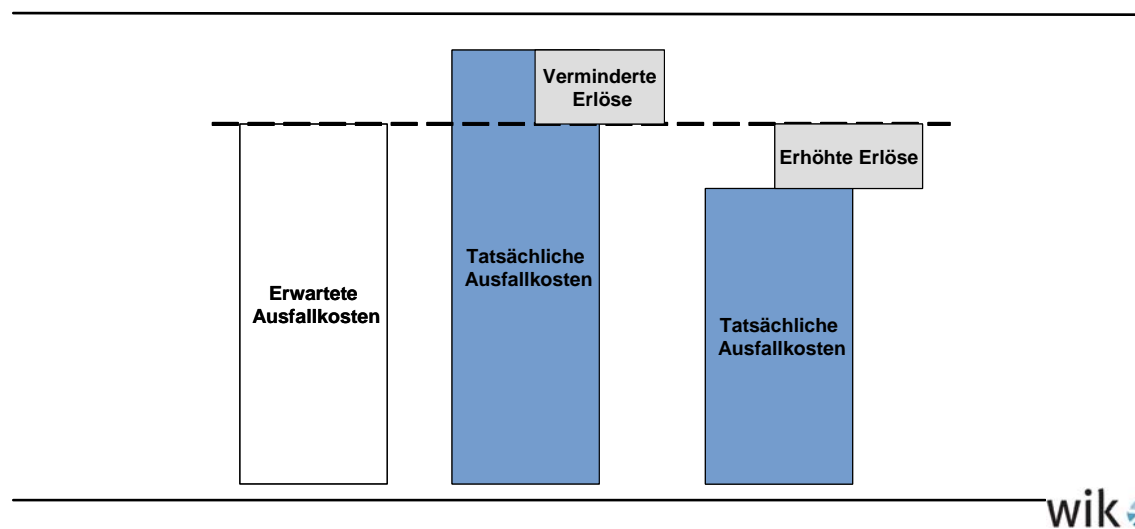 Verminderte
Erlöse
Erhöhte Erlöse
Tatsächliche
Ausfallkosten
Erwartete
Ausfallkosten
Tatsächliche
Ausfallkosten
wik